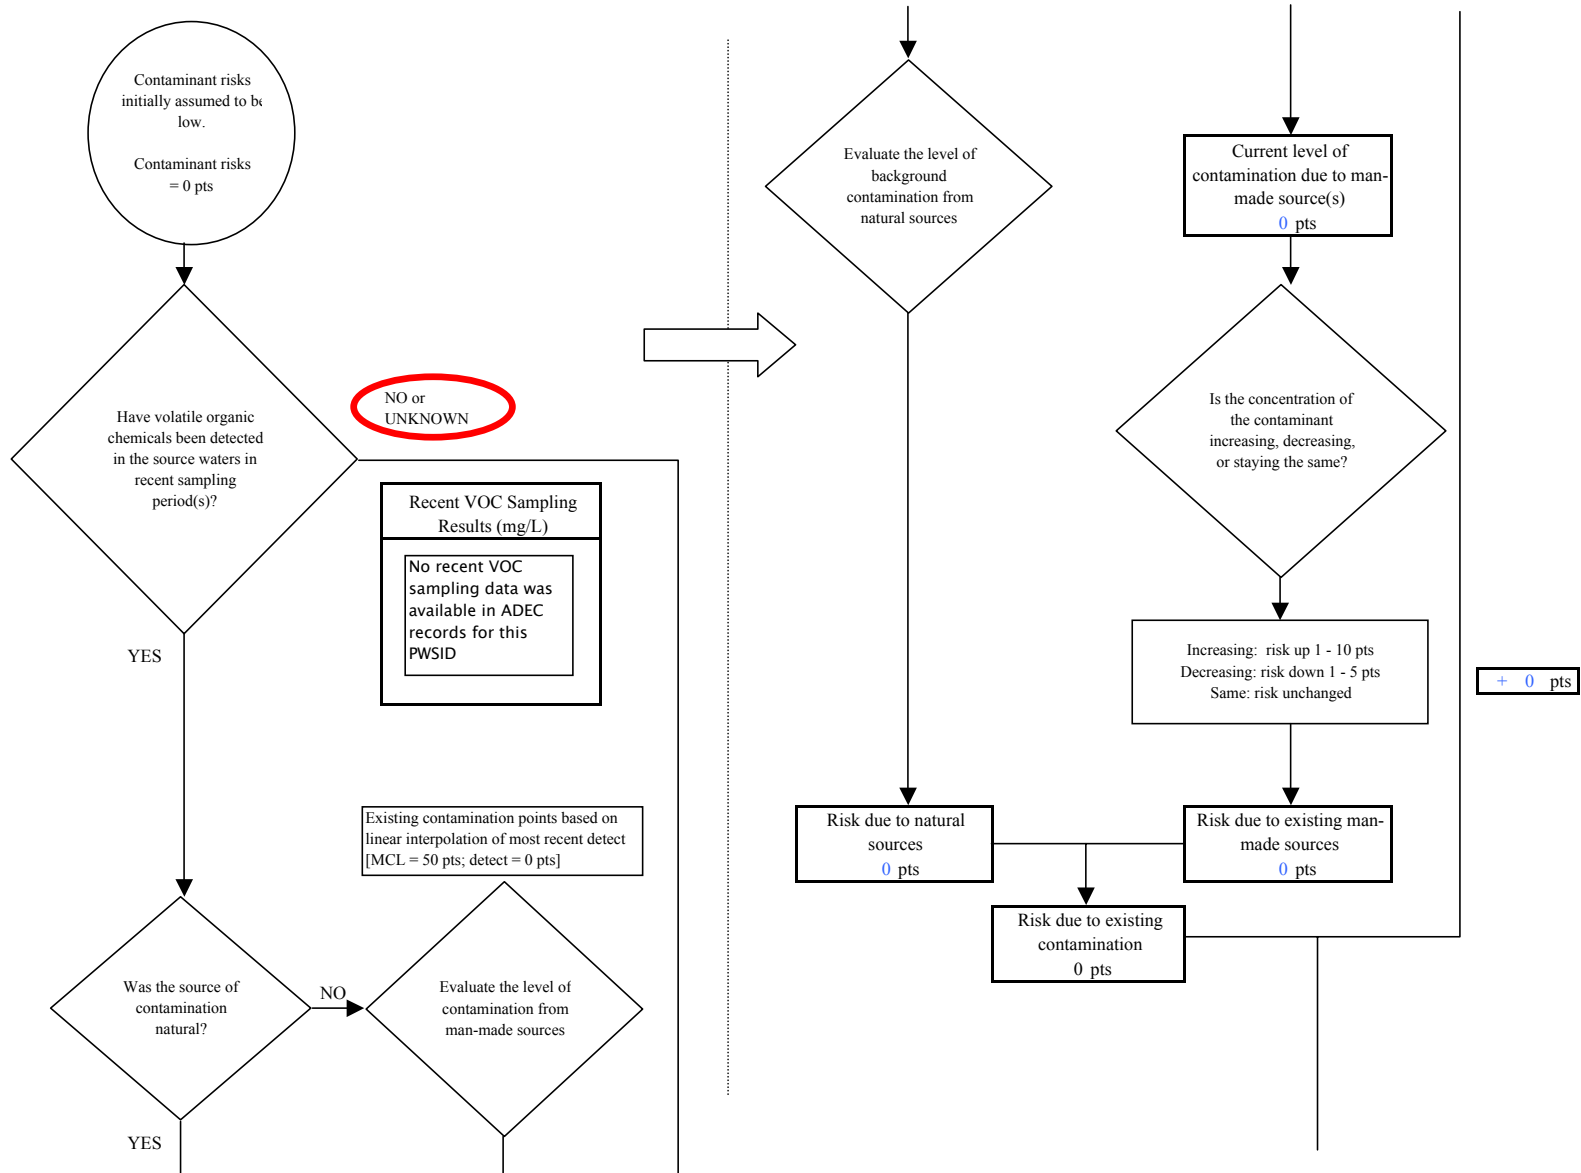 Contaminant risks
initially assumed to be
low.
Contaminant risks
= 0 pts
Have volatile organic
chemicals been detected
in the source waters in
recent sampling
period(s)?
NO or
UNKNOWN
Recent VOC Sampling
Results (mg/L)
No recent VOC
sampling data was
available in ADEC
records for this
PWSID
YES
Existing contamination points based on
linear interpolation of most recent detect
[MCL = 50 pts; detect = 0 pts]
Was the source of
contamination
natural?
NO
Evaluate the level of
contamination from
man-made sources
YES
Evaluate the level of
background
contamination from
natural sources
Current level of
contamination due to man-
made source(s)
0 pts
Is the concentration of
the contaminant
increasing, decreasing,
or staying the same?
Increasing: risk up 1 - 10 pts
Decreasing: risk down 1 - 5 pts
Same: risk unchanged
+ 0 pts
Risk due to natural
sources
0 pts
Risk due to existing man-
made sources
0 pts
Risk due to existing
contamination
0 pts